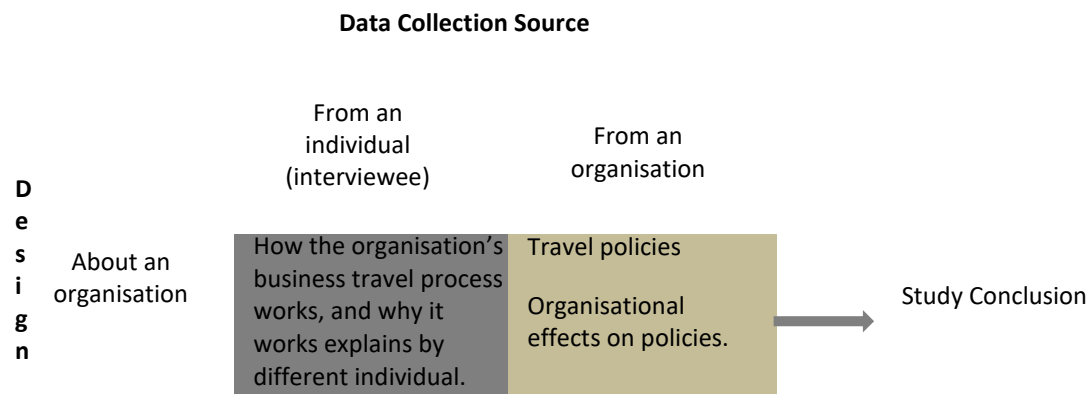 Data Collection Source
From an
individual
(interviewee)
From an
organisation
Design
About an
organisation
How the organisation's
business travel process
works, and why it
works explains by
different individual.
Travel policies
Organisational
effects on policies.
Study Conclusion